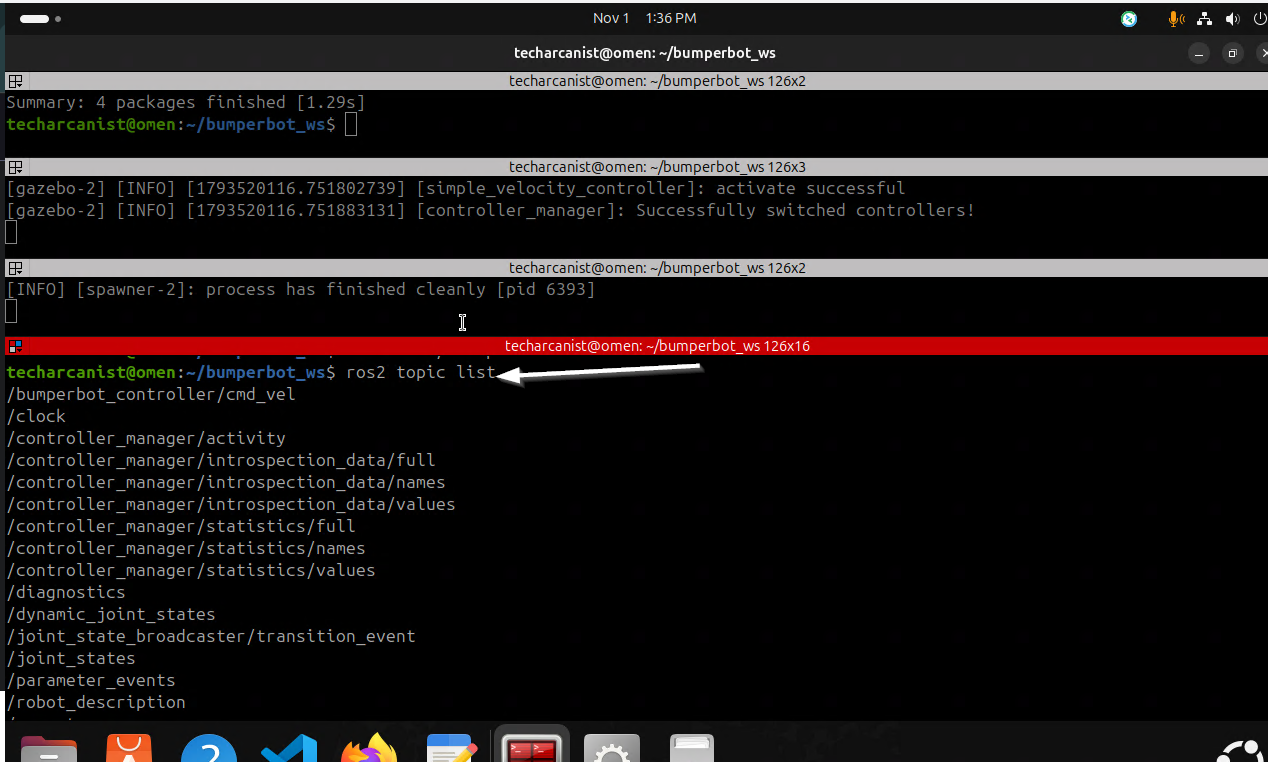 Nov 1 1:36 PM
techarcanist@omen: ~/bumperbot_ws
techarcanist@omen: ~/bumperbot_ws 126x2
Summary: 4 packages finished [1.29s]
techarcanist@omen:~/bumperbot_ws$
techarcanist@omen: ~/bumperbot_ws 126x3
[gazebo-2] [INFO] [1793520116.751802739] [simple_velocity_controller]: activate successful
[gazebo-2] [INFO] [1793520116.751883131] [controller_manager]: Successfully switched controllers!
techarcanist@omen: ~/bumperbot_ws 126x2
[INFO] [spawner-2]: process has finished cleanly [pid 6393]
techarcanist@omen: ~/bumperbot_ws 126x16
techarcanist@omen:~/bumperbot_ws$ ros2 topic list
/bumperbot_controller/cmd_vel
/clock
/controller_manager/activity
/controller_manager/introspection_data/full
/controller_manager/introspection_data/names
/controller_manager/introspection_data/values
/controller_manager/statistics/full
/controller_manager/statistics/names
/controller_manager/statistics/values
/diagnostics
/dynamic_joint_states
/joint_state_broadcaster/transition_event
/joint_states
/parameter_events
/robot_description